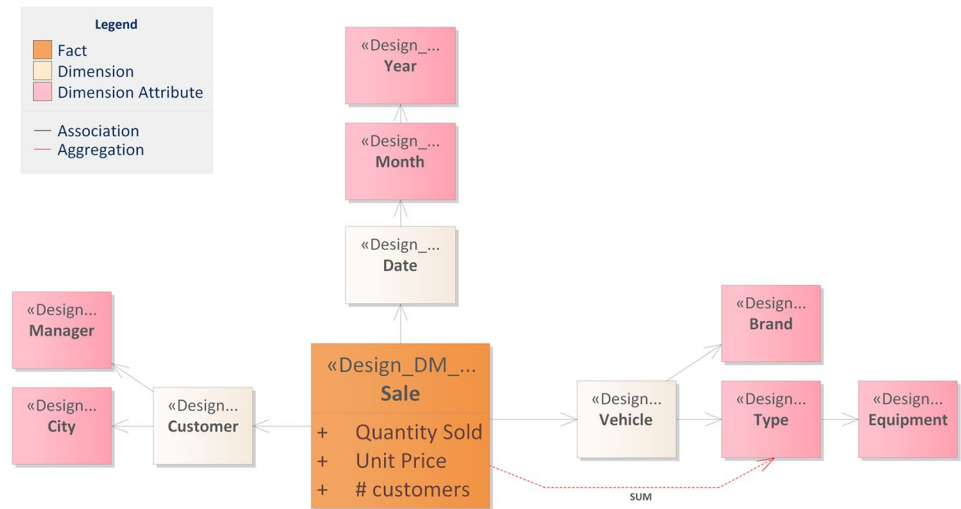 Legend
Fact
Dimension
Dimension Attribute
Association
Aggregation
«Design_...
Year
«Design_...
Month
«Design_...
Date
«Design...
Manager
«Design...
City
«Design...
Customer
«Design_DM_...
Sale
+ Quantity Sold
+ Unit Price
+ # customers
«Design...
Vehicle
«Design...
Brand
«Design...
Type
«Design...
Equipment
SUM